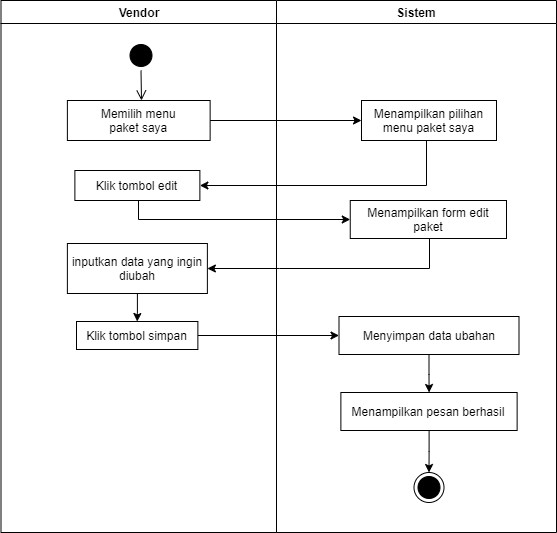 Vendor
Sistem
Memilih menu
paket saya
Menampilkan pilihan
menu paket saya
Klik tombol edit
Menampilkan form edit
paket
inputkan data yang ingin
diubah
Klik tombol simpan
Menyimpan data ubahan
Menampilkan pesan berhasil